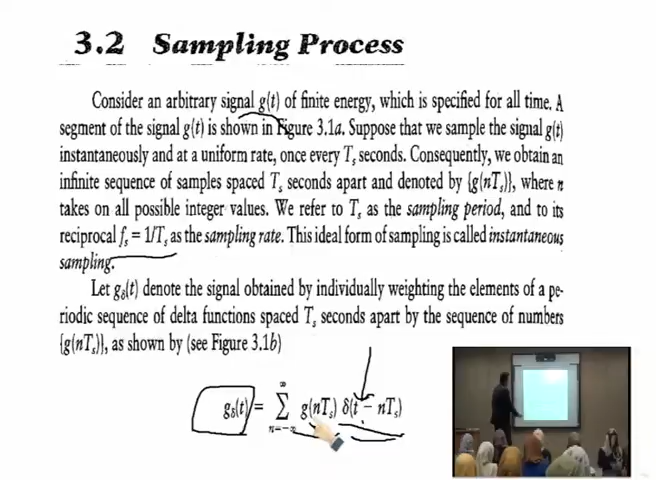 3.2 Sampling Process
Consider an arbitrary signal g(t) of finite energy, which is specified for all time. A
segment of the signal g(t) is shown in Figure 3.1a. Suppose that we sample the signal g(t)
instantaneously and at a uniform rate, once every Tₛ seconds. Consequently, we obtain an
infinite sequence of samples spaced Tₛ seconds apart and denoted by {g(nTₛ)}, where n
takes on all possible integer values. We refer to Tₛ as the sampling period, and to its
reciprocal fₛ = 1/Tₛ as the sampling rate. This ideal form of sampling is called instantaneous
sampling.
Let g_δ(t) denote the signal obtained by individually weighting the elements of a pe-
riodic sequence of delta functions spaced Tₛ seconds apart by the sequence of numbers
{g(nTₛ)}, as shown by (see Figure 3.1b)
g_δ(t) = ∑_{n=-∞}^{∞} g(nTₛ) δ(t − nTₛ)